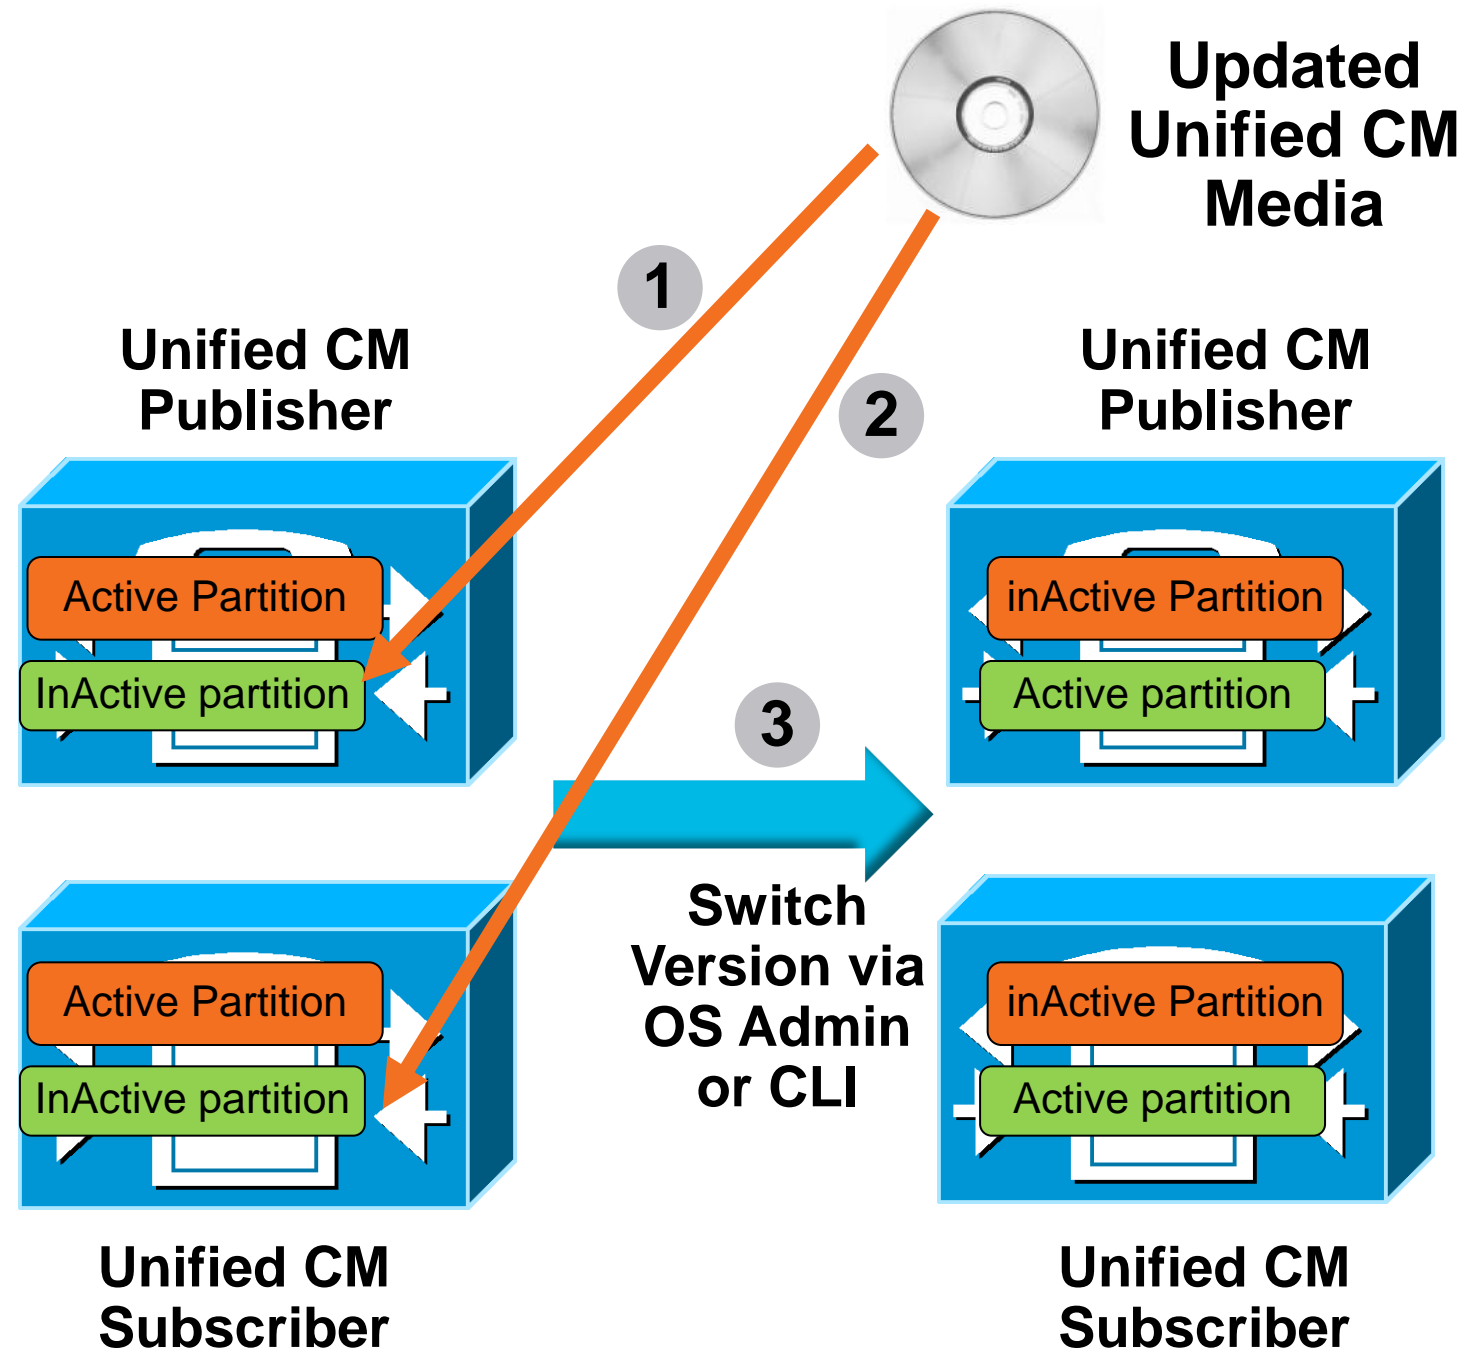 Updated
Unified CM
Media
1
2
Unified CM
Publisher
Unified CM
Publisher
Active Partition
InActive partition
inActive Partition
Active partition
3
Switch
Version via
OS Admin
or CLI
Active Partition
InActive partition
inActive Partition
Active partition
Unified CM
Subscriber
Unified CM
Subscriber